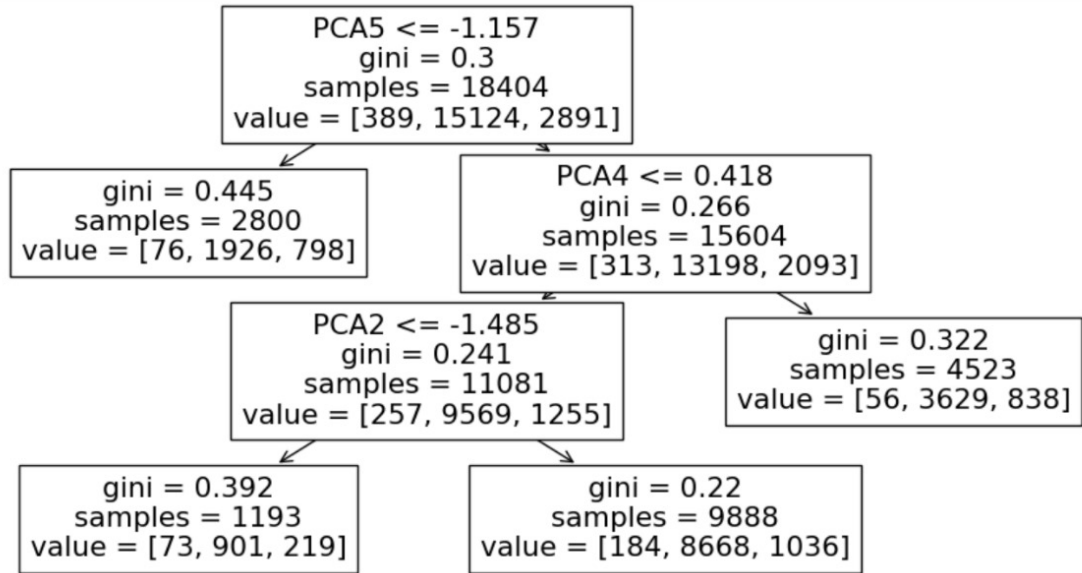 PCA5 <= -1.157
gini = 0.3
samples = 18404
value = [389, 15124, 2891]
gini = 0.445
samples = 2800
value = [76, 1926, 798]
PCA4 <= 0.418
gini = 0.266
samples = 15604
value = [313, 13198, 2093]
PCA2 <= -1.485
gini = 0.241
samples = 11081
value = [257, 9569, 1255]
gini = 0.322
samples = 4523
value = [56, 3629, 838]
gini = 0.392
samples = 1193
value = [73, 901, 219]
gini = 0.22
samples = 9888
value = [184, 8668, 1036]